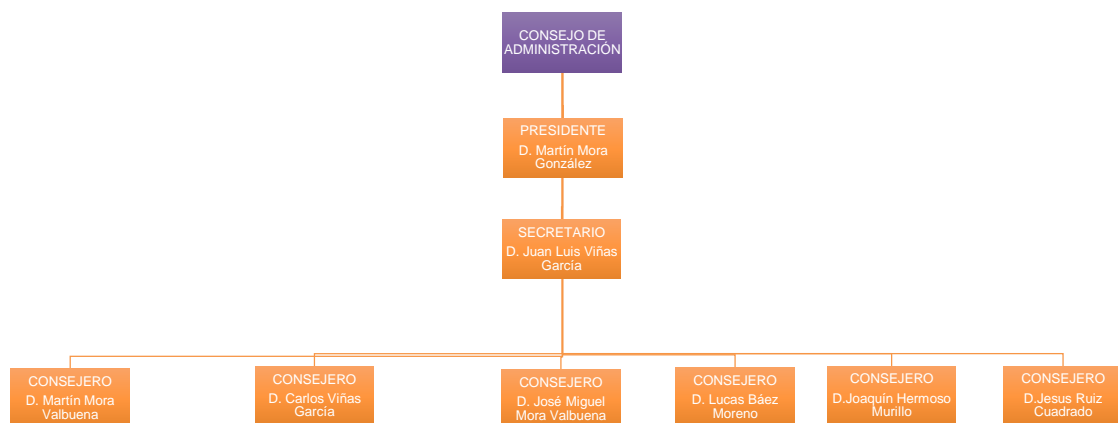 CONSEJO DE
ADMINISTRACIÓN
PRESIDENTE
D. Martín Mora
González
SECRETARIO
D. Juan Luis Viñas
García
CONSEJERO
D. Martín Mora
Valbuena
CONSEJERO
D. Carlos Viñas
García
CONSEJERO
D. José Miguel
Mora Valbuena
CONSEJERO
D. Lucas Báez
Moreno
CONSEJERO
D.Joaquín Hermoso
Murillo
CONSEJERO
D.Jesus Ruiz
Cuadrado